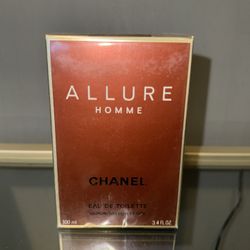 ALLURE
HOMME
CHANEL
EAU DE TOILETTE
100 ml 3.4 FL.OZ